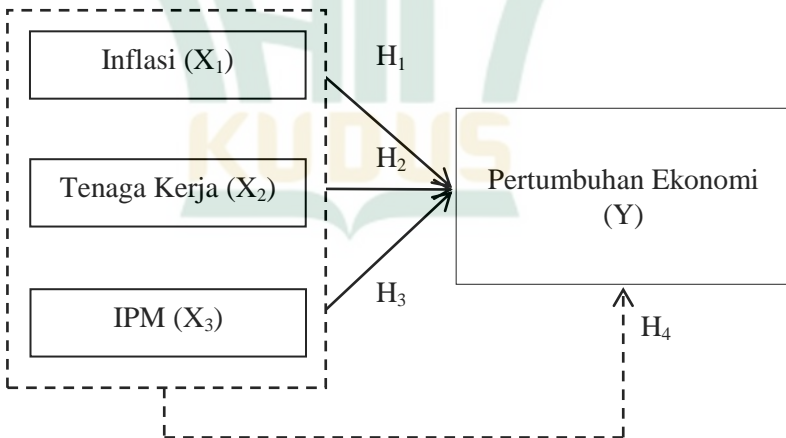 Inflasi (X₁)
H₁
KUDUS
H₂
Tenaga Kerja (X₂)
Pertumbuhan Ekonomi
(Y)
H₃
IPM (X₃)
H₄